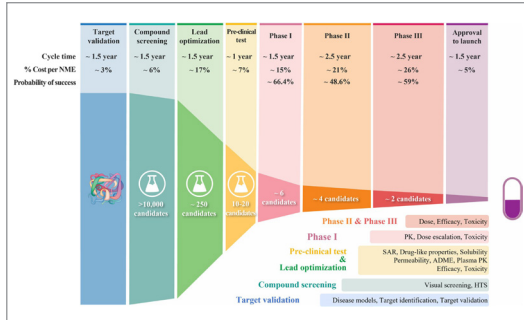 Target validation
Compound screening
Lead optimization
Pre-clinical test
Phase I
Phase II
Phase III
Approval to launch
Cycle time ~ 1.5 year ~ 1.5 year ~ 1.5 year ~ 1 year ~ 1.5 year ~ 2.5 year ~ 2.5 year ~ 1.5 year
% Cost per NME ~ 3% ~ 6% ~ 17% ~ 7% ~ 15% ~ 21% ~ 26% ~ 5%
Probability of success ~ 66.4% ~ 48.6% ~ 59%
>10,000 candidates
~ 250 candidates
10-20 candidates
~ 6 candidates
~ 4 candidates
~ 2 candidates
Phase II & Phase III Dose, Efficacy, Toxicity
Phase I PK, Dose escalation, Toxicity
Pre-clinical test SAR, Drug-like properties, Solubility
& Permeability, ADME, Plasma PK
Lead optimization Efficacy, Toxicity
Compound screening Visual screening, HTS
Target validation Disease models, Target identification, Target validation